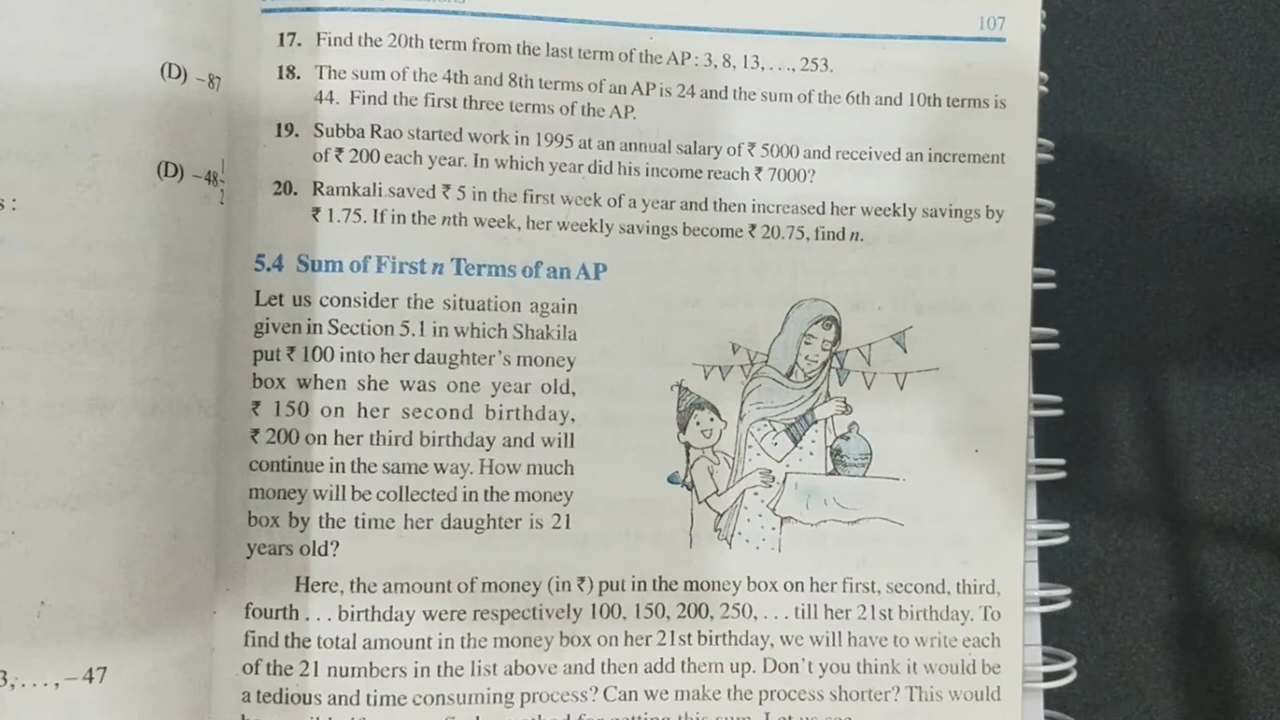 107
17. Find the 20th term from the last term of the AP : 3, 8, 13, . . ., 253.
18. The sum of the 4th and 8th terms of an AP is 24 and the sum of the 6th and 10th terms is
44. Find the first three terms of the AP.
19. Subba Rao started work in 1995 at an annual salary of ₹ 5000 and received an increment
of ₹ 200 each year. In which year did his income reach ₹ 7000?
20. Ramkali saved ₹ 5 in the first week of a year and then increased her weekly savings by
₹ 1.75. If in the nth week, her weekly savings become ₹ 20.75, find n.
5.4 Sum of First n Terms of an AP
Let us consider the situation again
given in Section 5.1 in which Shakila
put ₹ 100 into her daughter's money
box when she was one year old,
₹ 150 on her second birthday,
₹ 200 on her third birthday and will
continue in the same way. How much
money will be collected in the money
box by the time her daughter is 21
years old?
Here, the amount of money (in ₹) put in the money box on her first, second, third,
fourth . . . birthday were respectively 100, 150, 200, 250, . . . till her 21st birthday. To
find the total amount in the money box on her 21st birthday, we will have to write each
of the 21 numbers in the list above and then add them up. Don't you think it would be
a tedious and time consuming process? Can we make the process shorter? This would
(D) –87
(D) –48 1/2
s :
3, . . . , – 47